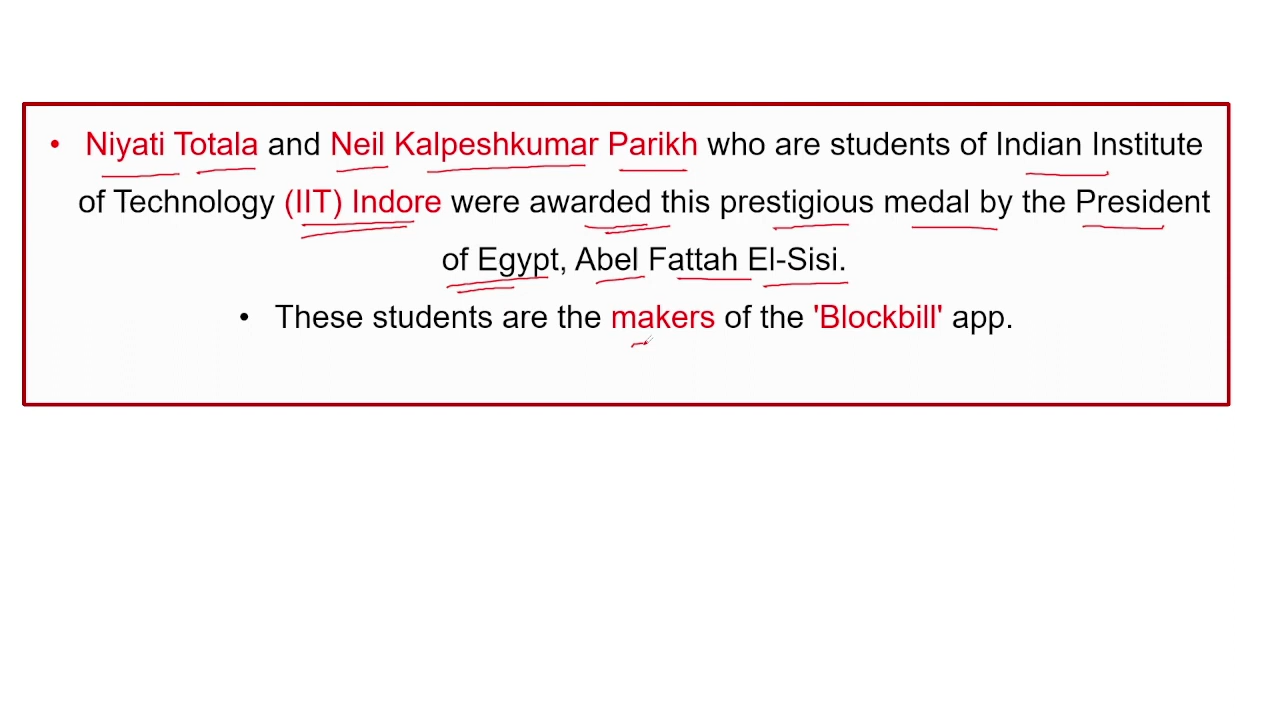 • Niyati Totala and Neil Kalpeshkumar Parikh who are students of Indian Institute
of Technology (IIT) Indore were awarded this prestigious medal by the President
of Egypt, Abel Fattah El-Sisi.
• These students are the makers of the 'Blockbill' app.